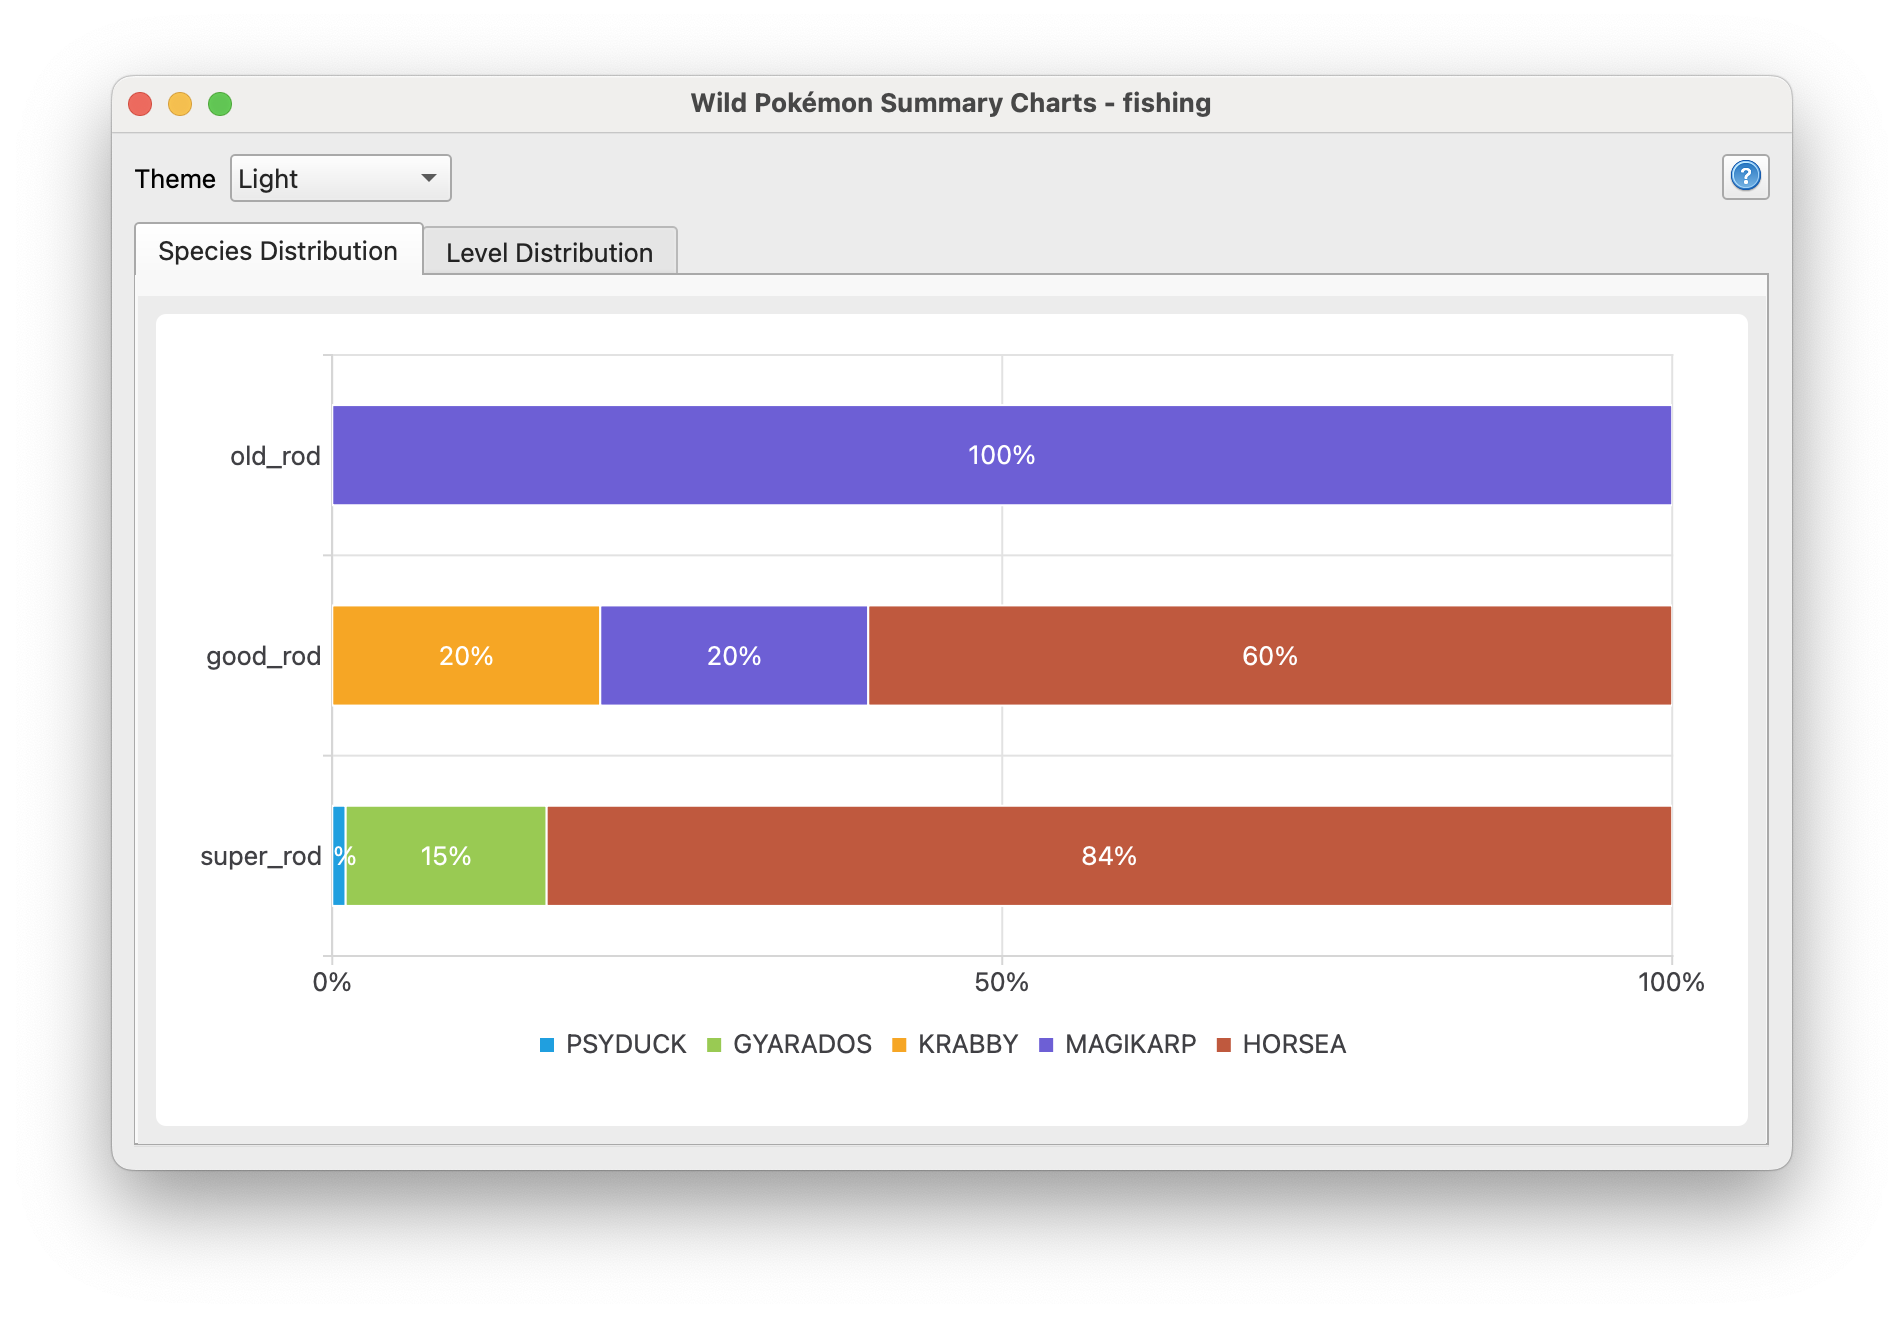 Wild Pokémon Summary Charts - fishing
Theme Light ?
Species Distribution Level Distribution
old_rod 100%
good_rod 20% 20% 60%
super_rod % 15% 84%
0% 50% 100%
PSYDUCK GYARADOS KRABBY MAGIKARP HORSEA